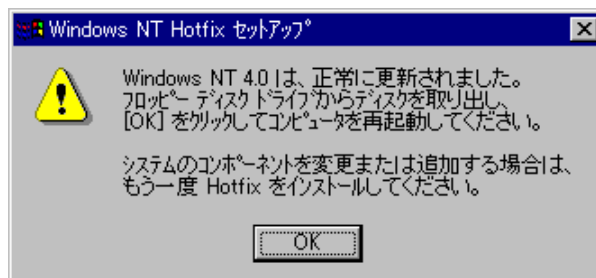 Windows NT Hotfix ｾｯﾄｱｯﾌﾟ
Windows NT 4.0 は、正常に更新されました。
ﾌﾛｯﾋﾟｰ ﾃﾞｨｽｸ ﾄﾞﾗｲﾌﾞからﾃﾞｨｽｸを取り出し、
[OK] をｸﾘｯｸしてｺﾝﾋﾟｭｰﾀを再起動してください。
ｼｽﾃﾑのｺﾝﾎﾟｰﾈﾝﾄを変更または追加する場合は、
もう一度 Hotfix をｲﾝｽﾄｰﾙしてください。
OK